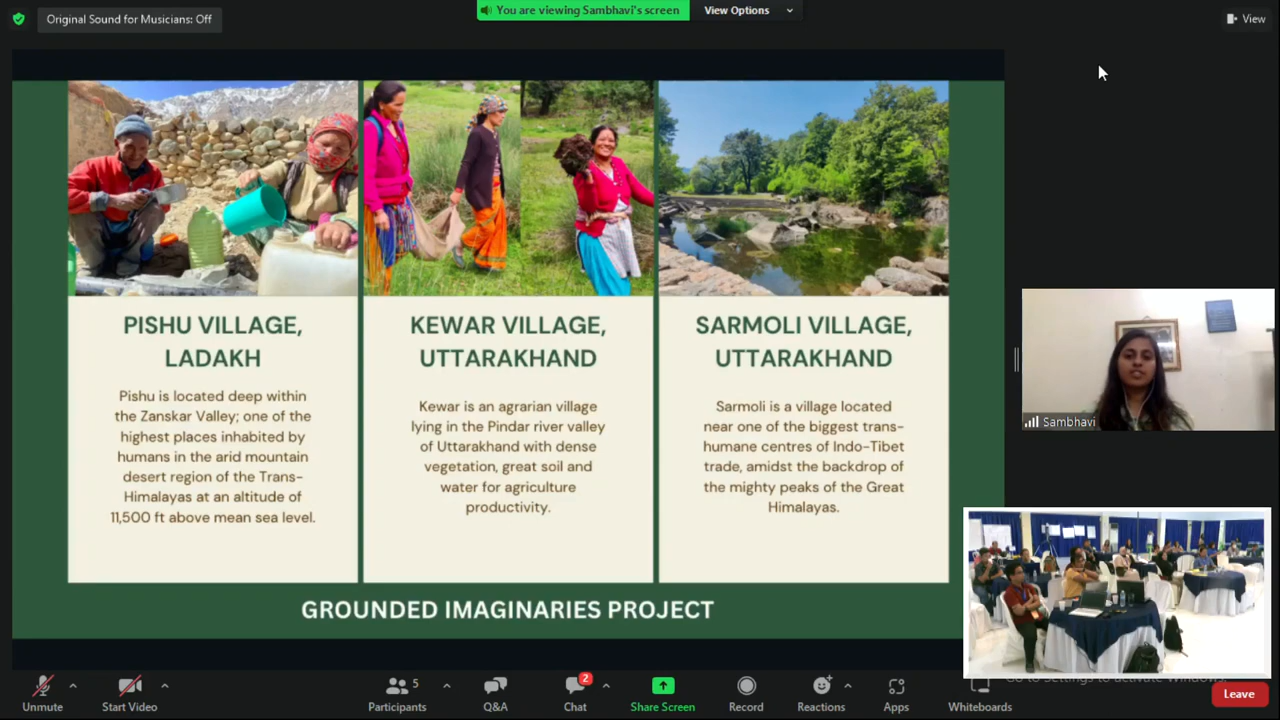 Original Sound for Musicians: Off
You are viewing Sambhavi's screen
View Options
View
PISHU VILLAGE,
LADAKH
Pishu is located deep within
the Zanskar Valley; one of the
highest places inhabited by
humans in the arid mountain
desert region of the Trans-
Himalayas at an altitude of
11,500 ft above mean sea level.
KEWAR VILLAGE,
UTTARAKHAND
Kewar is an agrarian village
lying in the Pindar river valley
of Uttarakhand with dense
vegetation, great soil and
water for agriculture
productivity.
SARMOLI VILLAGE,
UTTARAKHAND
Sarmoli is a village located
near one of the biggest trans-
humane centres of Indo-Tibet
trade, amidst the backdrop of
the mighty peaks of the Great
Himalayas.
GROUNDED IMAGINARIES PROJECT
Sambhavi
Go to Settings to activate Windows.
Unmute
Start Video
5
Participants
Q&A
2
Chat
Share Screen
Record
Reactions
Apps
Whiteboards
Leave